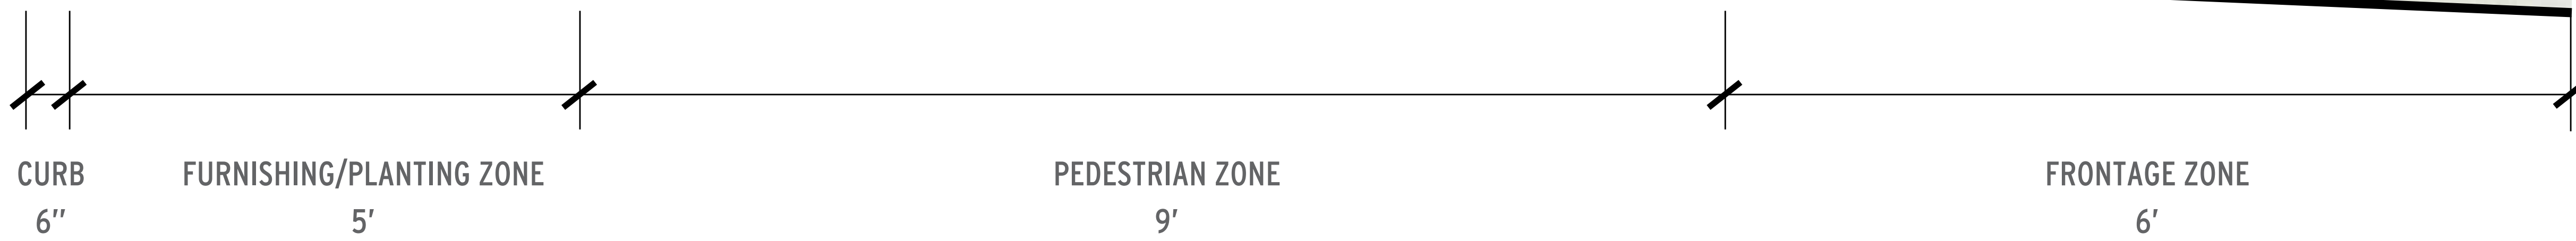 CURB FURNISHING/PLANTING ZONE PEDESTRIAN ZONE FRONTAGE ZONE
6″ 5′ 9′ 6′